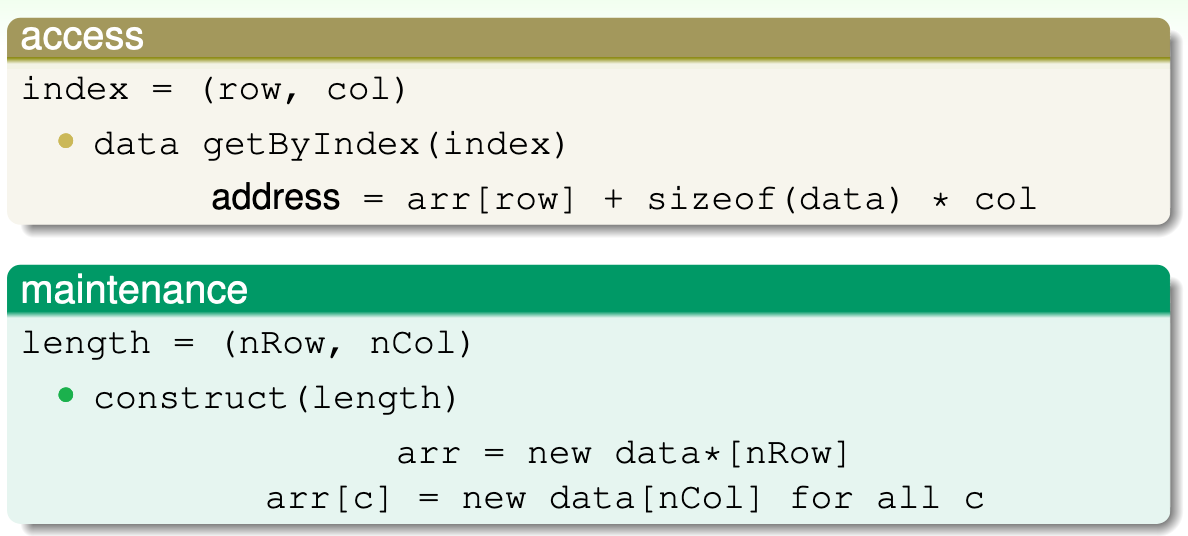 access
index = (row, col)
• data getByIndex(index)
address = arr[row] + sizeof(data) * col
maintenance
length = (nRow, nCol)
• construct(length)
arr = new data*[nRow]
arr[c] = new data[nCol] for all c